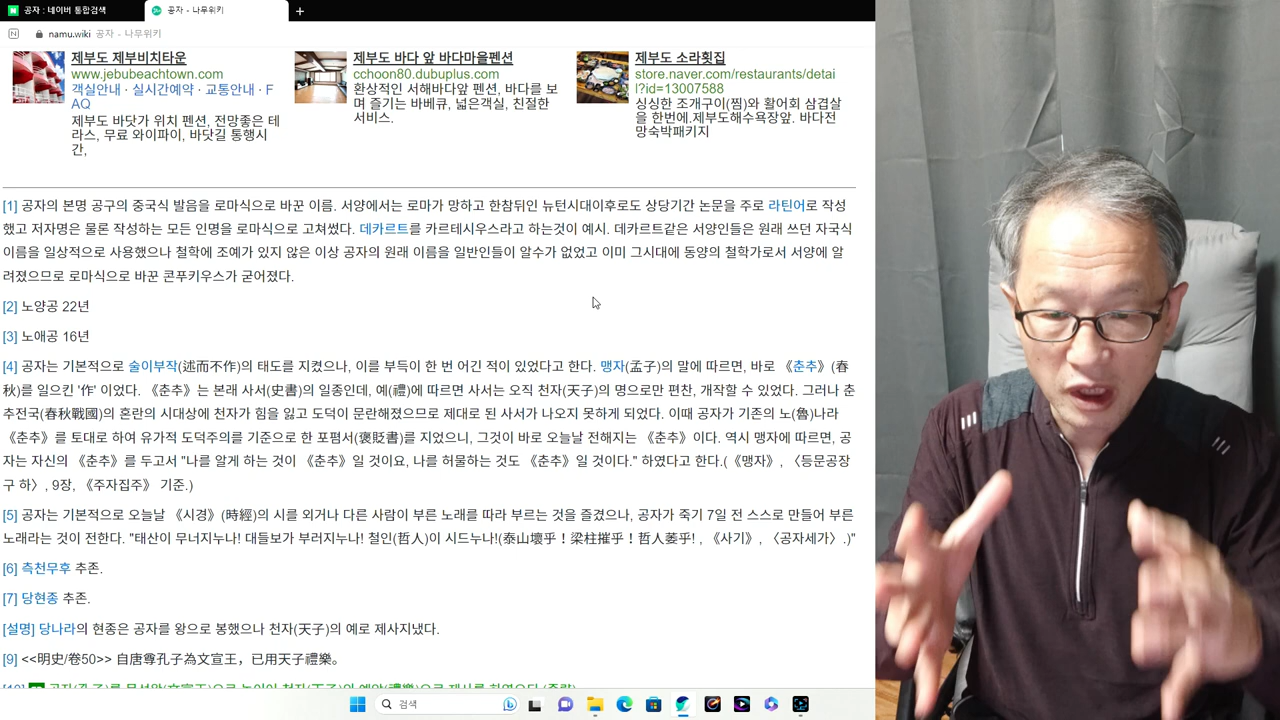 공자 : 네이버 통합검색
공자 - 나무위키
namu.wiki 공자 - 나무위키
제부도 제부비치타운
www.jebubeachtown.com
객실안내 · 실시간예약 · 교통안내 · F
AQ
제부도 바닷가 위치 펜션, 전망좋은 테
라스, 무료 와이파이, 바닷길 통행시
간,
제부도 바다 앞 바다마을펜션
cchoon80.dubuplus.com
환상적인 서해바다앞 펜션, 바다를 보
며 즐기는 바베큐, 넓은객실, 친절한
서비스.
제부도 소라횟집
store.naver.com/restaurants/detai
l?id=13007588
싱싱한 조개구이(찜)와 활어회 삼겹살
을 한번에.제부도해수욕장앞. 바다전
망숙박패키지
[1] 공자의 본명 공구의 중국식 발음을 로마식으로 바꾼 이름. 서양에서는 로마가 망하고 한참뒤인 뉴턴시대이후로도 상당기간 논문을 주로 라틴어로 작성
했고 저자명은 물론 작성하는 모든 인명을 로마식으로 고쳐썼다. 데카르트를 카르테시우스라고 하는것이 예시. 데카르트같은 서양인들은 원래 쓰던 자국식
이름을 일상적으로 사용했으나 철학에 조예가 있지 않은 이상 공자의 원래 이름을 일반인들이 알수가 없었고 이미 그시대에 동양의 철학가로서 서양에 알
려졌으므로 로마식으로 바꾼 콘푸키우스가 굳어졌다.
[2] 노양공 22년
[3] 노애공 16년
[4] 공자는 기본적으로 술이부작(述而不作)의 태도를 지켰으나, 이를 부득이 한 번 어긴 적이 있었다고 한다. 맹자(孟子)의 말에 따르면, 바로 《춘추》(春
秋)를 일으킨 '작' 이었다. 《춘추》는 본래 사서(史書)의 일종인데, 예(禮)에 따르면 사서는 오직 천자(天子)의 명으로만 편찬, 개작할 수 있었다. 그러나 춘
추전국(春秋戰國)의 혼란의 시대상에 천자가 힘을 잃고 도덕이 문란해졌으므로 제대로 된 사서가 나오지 못하게 되었다. 이때 공자가 기존의 노(魯)나라
《춘추》를 토대로 하여 유가적 도덕주의를 기준으로 한 포폄서(褒貶書)를 지었으니, 그것이 바로 오늘날 전해지는 《춘추》이다. 역시 맹자에 따르면, 공
자는 자신의 《춘추》를 두고서 "나를 알게 하는 것이 《춘추》일 것이요, 나를 허물하는 것도 《춘추》일 것이다." 하였다고 한다.(《맹자》, 〈등문공장
구 하〉, 9장, 《주자집주》 기준.)
[5] 공자는 기본적으로 오늘날 《시경》(時經)의 시를 외거나 다른 사람이 부른 노래를 따라 부르는 것을 즐겼으나, 공자가 죽기 7일 전 스스로 만들어 부른
노래라는 것이 전한다. "태산이 무너지누나! 대들보가 부러지누나! 철인(哲人)이 시드누나!(泰山壞乎！梁柱摧乎！哲人萎乎! , 《사기》, 〈공자세가〉.)"
[6] 측천무후 추존.
[7] 당현종 추존.
[설명] 당나라의 현종은 공자를 왕으로 봉했으나 천자(天子)의 예로 제사지냈다.
[9] <<明史/卷50>> 自唐尊孔子為文宣王，已用天子禮樂。
검색